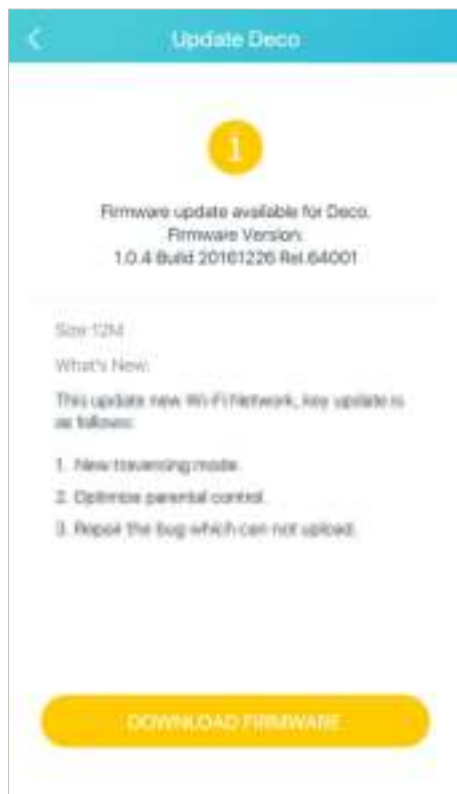 Update Deco
Firmware update available for Deco.
Firmware Version:
1.0.4 Build 20161226 Rel.64001
Size:12M
What's New:
This update new Wi-Fi Network, key update is
as follows:
1. New mode.
2. Optimize parental control.
3. Repair the bug which can not upload.
DOWNLOAD FIRMWARE